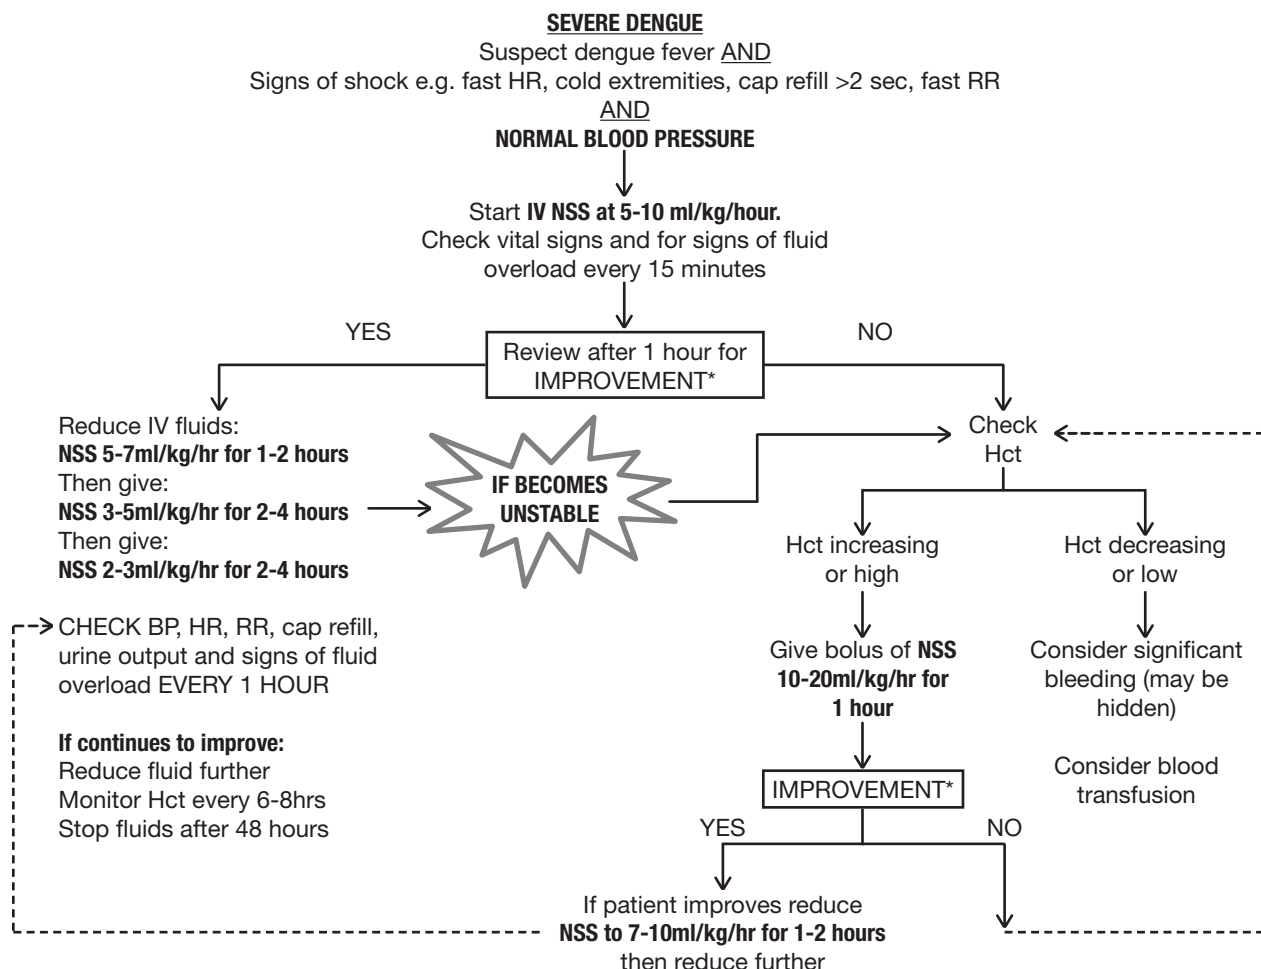 SEVERE DENGUE
Suspect dengue fever AND
Signs of shock e.g. fast HR, cold extremities, cap refill >2 sec, fast RR
AND
NORMAL BLOOD PRESSURE
Start IV NSS at 5-10 ml/kg/hour.
Check vital signs and for signs of fluid
overload every 15 minutes
YES
NO
Review after 1 hour for
IMPROVEMENT*
Reduce IV fluids:
NSS 5-7ml/kg/hr for 1-2 hours
Then give:
NSS 3-5ml/kg/hr for 2-4 hours
Then give:
NSS 2-3ml/kg/hr for 2-4 hours
IF BECOMES
UNSTABLE
Check
Hct
Hct increasing
or high
Hct decreasing
or low
CHECK BP, HR, RR, cap refill,
urine output and signs of fluid
overload EVERY 1 HOUR
If continues to improve:
Reduce fluid further
Monitor Hct every 6-8hrs
Stop fluids after 48 hours
Give bolus of NSS
10-20ml/kg/hr for
1 hour
Consider significant
bleeding (may be
hidden)
Consider blood
transfusion
IMPROVEMENT*
YES
NO
If patient improves reduce
NSS to 7-10ml/kg/hr for 1-2 hours
then reduce further